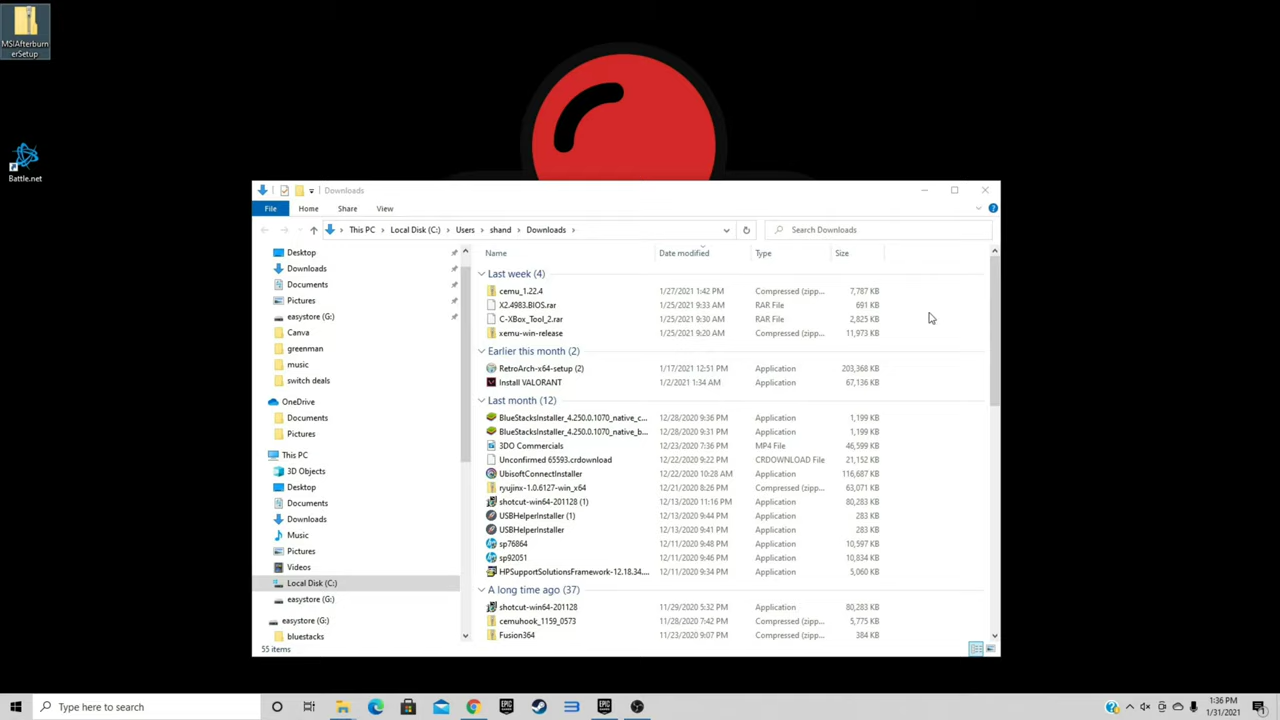 MSIAfterburn
erSetup
Battle.net
Downloads
File Home Share View
This PC Local Disk (C:) Users shand Downloads
Search Downloads
Name Date modified Type Size
Desktop
Downloads
Documents
Pictures
easystore (G:)
Canva
greenman
music
switch deals
OneDrive
Documents
Pictures
This PC
3D Objects
Desktop
Documents
Downloads
Music
Pictures
Videos
Local Disk (C:)
easystore (G:)
easystore (G:)
bluestacks
Last week (4)
cemu_1.22.4 1/27/2021 1:42 PM Compressed (zipp... 7,787 KB
X2.4983.BIOS.rar 1/25/2021 9:33 AM RAR File 691 KB
C-XBox_Tool_2.rar 1/25/2021 9:30 AM RAR File 2,825 KB
xemu-win-release 1/25/2021 9:20 AM Compressed (zipp... 11,973 KB
Earlier this month (2)
RetroArch-x64-setup (2) 1/17/2021 12:51 PM Application 203,368 KB
Install VALORANT 1/2/2021 1:34 AM Application 67,136 KB
Last month (12)
BlueStacksInstaller_4.250.0.1070_native_c... 12/28/2020 9:36 PM Application 1,199 KB
BlueStacksInstaller_4.250.0.1070_native_b... 12/28/2020 9:31 PM Application 1,199 KB
3DO Commercials 12/23/2020 7:36 PM MP4 File 46,599 KB
Unconfirmed 65593.crdownload 12/22/2020 9:22 PM CRDOWNLOAD File 21,152 KB
UbisoftConnectInstaller 12/22/2020 10:28 AM Application 116,687 KB
ryujinx-1.0.6127-win_x64 12/21/2020 8:26 PM Compressed (zipp... 63,071 KB
shotcut-win64-201128 (1) 12/13/2020 11:16 PM Application 80,283 KB
USBHelperInstaller (1) 12/13/2020 9:44 PM Application 283 KB
USBHelperInstaller 12/13/2020 9:41 PM Application 283 KB
sp76864 12/11/2020 9:48 PM Application 10,597 KB
sp92051 12/11/2020 9:46 PM Application 10,834 KB
HPSupportSolutionsFramework-12.18.34.... 12/11/2020 9:34 PM Application 5,060 KB
A long time ago (37)
shotcut-win64-201128 11/29/2020 5:32 PM Application 80,283 KB
cemuhook_1159_0573 11/28/2020 7:42 PM Compressed (zipp... 5,775 KB
Fusion364 11/23/2020 9:07 PM Compressed (zipp... 384 KB
55 items
Type here to search
EPIC
EPIC
1:36 PM
1/31/2021